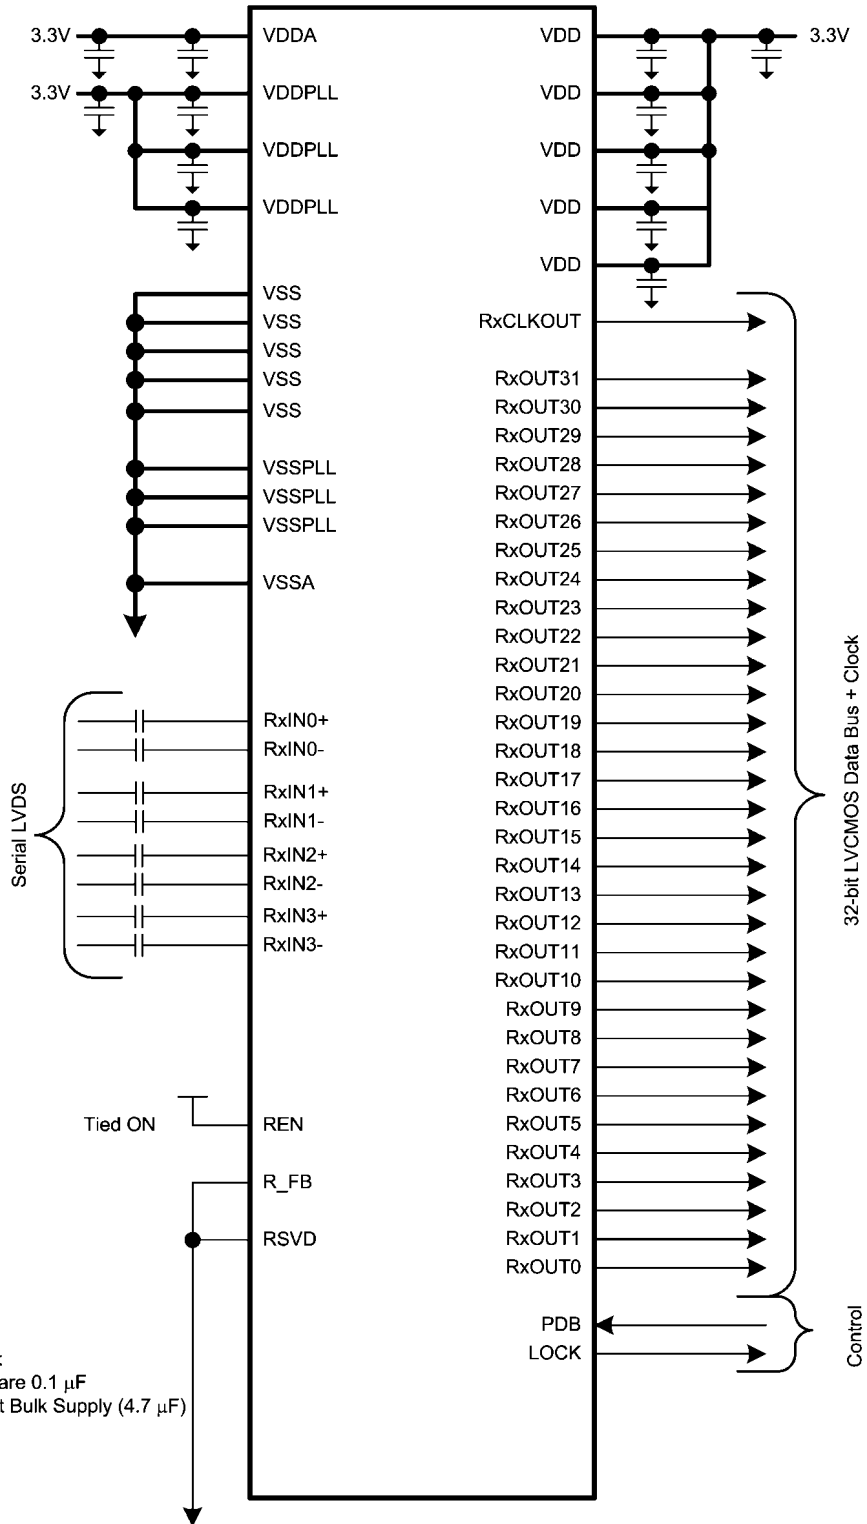 3.3V
VDDA
VDD
3.3V
3.3V
VDDPLL
VDD
VDDPLL
VDD
VDDPLL
VDD
VDD
VSS
VSS
VSS
VSS
VSS
VSSPLL
VSSPLL
VSSPLL
VSSA
Serial LVDS
RxIN0+
RxIN0-
RxIN1+
RxIN1-
RxIN2+
RxIN2-
RxIN3+
RxIN3-
Tied ON
REN
R_FB
RSVD
:
are 0.1 μF
t Bulk Supply (4.7 μF)
RxCLKOUT
RxOUT31
RxOUT30
RxOUT29
RxOUT28
RxOUT27
RxOUT26
RxOUT25
RxOUT24
RxOUT23
RxOUT22
RxOUT21
RxOUT20
RxOUT19
RxOUT18
RxOUT17
RxOUT16
RxOUT15
RxOUT14
RxOUT13
RxOUT12
RxOUT11
RxOUT10
RxOUT9
RxOUT8
RxOUT7
RxOUT6
RxOUT5
RxOUT4
RxOUT3
RxOUT2
RxOUT1
RxOUT0
32-bit LVCMOS Data Bus + Clock
PDB
LOCK
Control